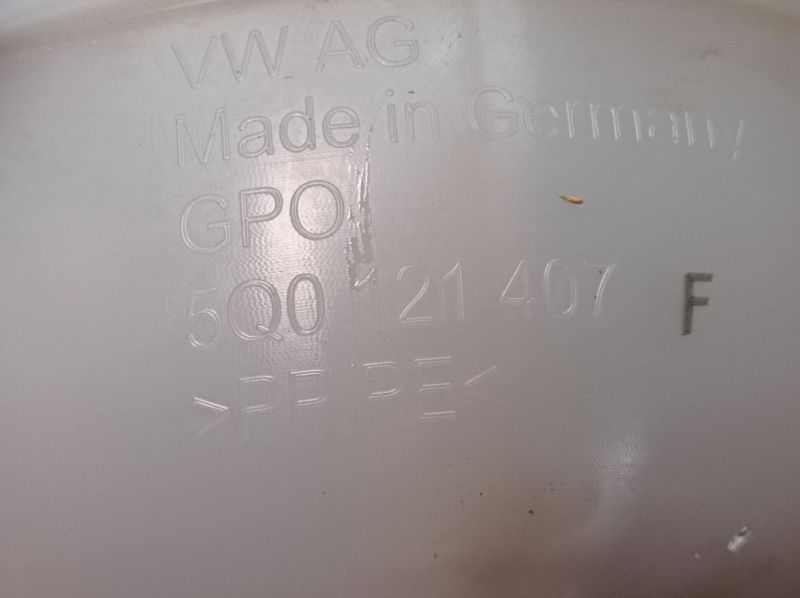 VW AG
Made in Germany
GPO
5Q0 121 407 F
>PP/PE<